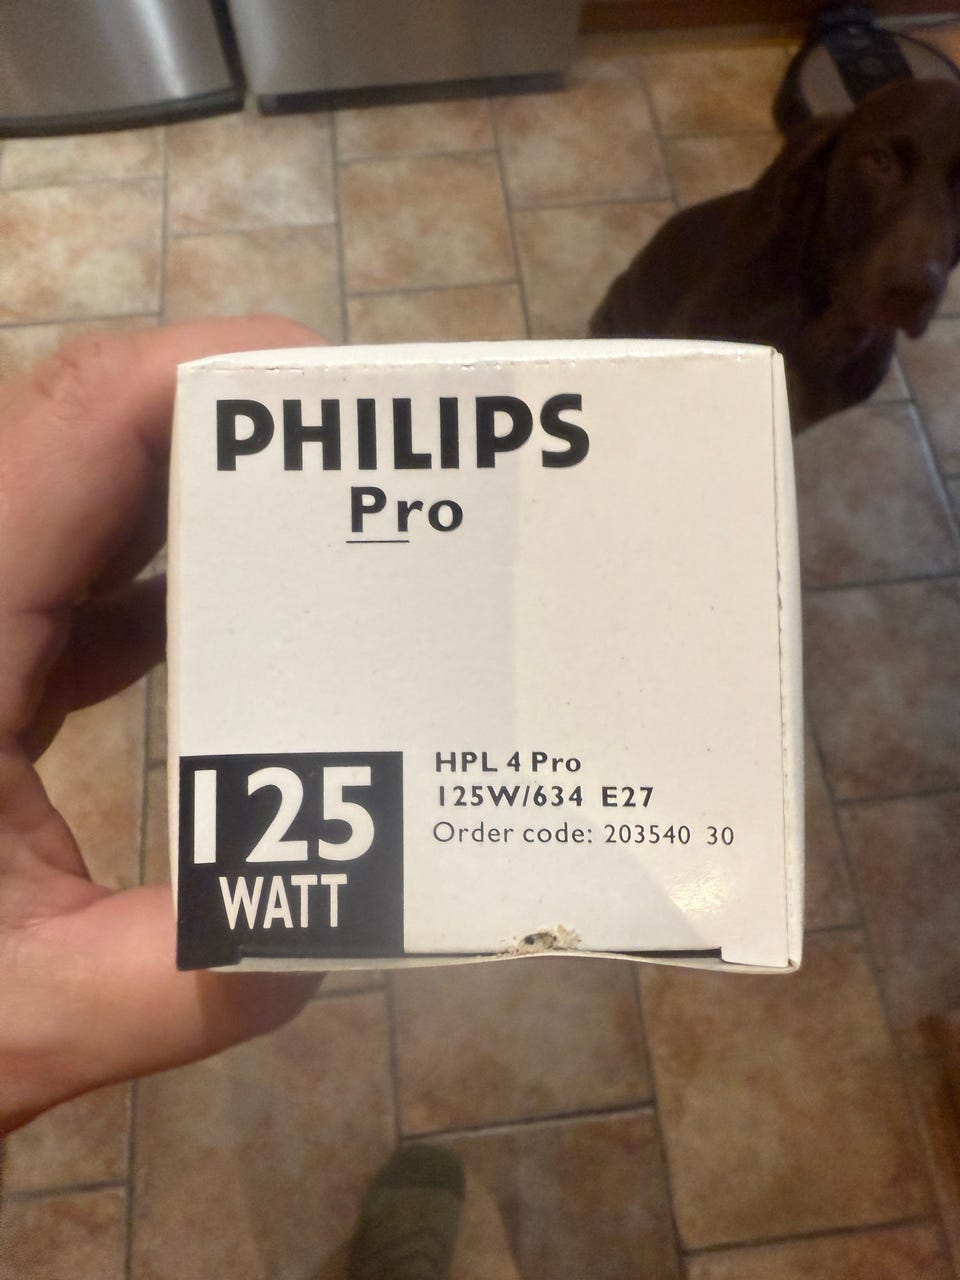 PHILIPS
Pro
125
WATT
HPL 4 Pro
125W/634 E27
Order code: 203540 30